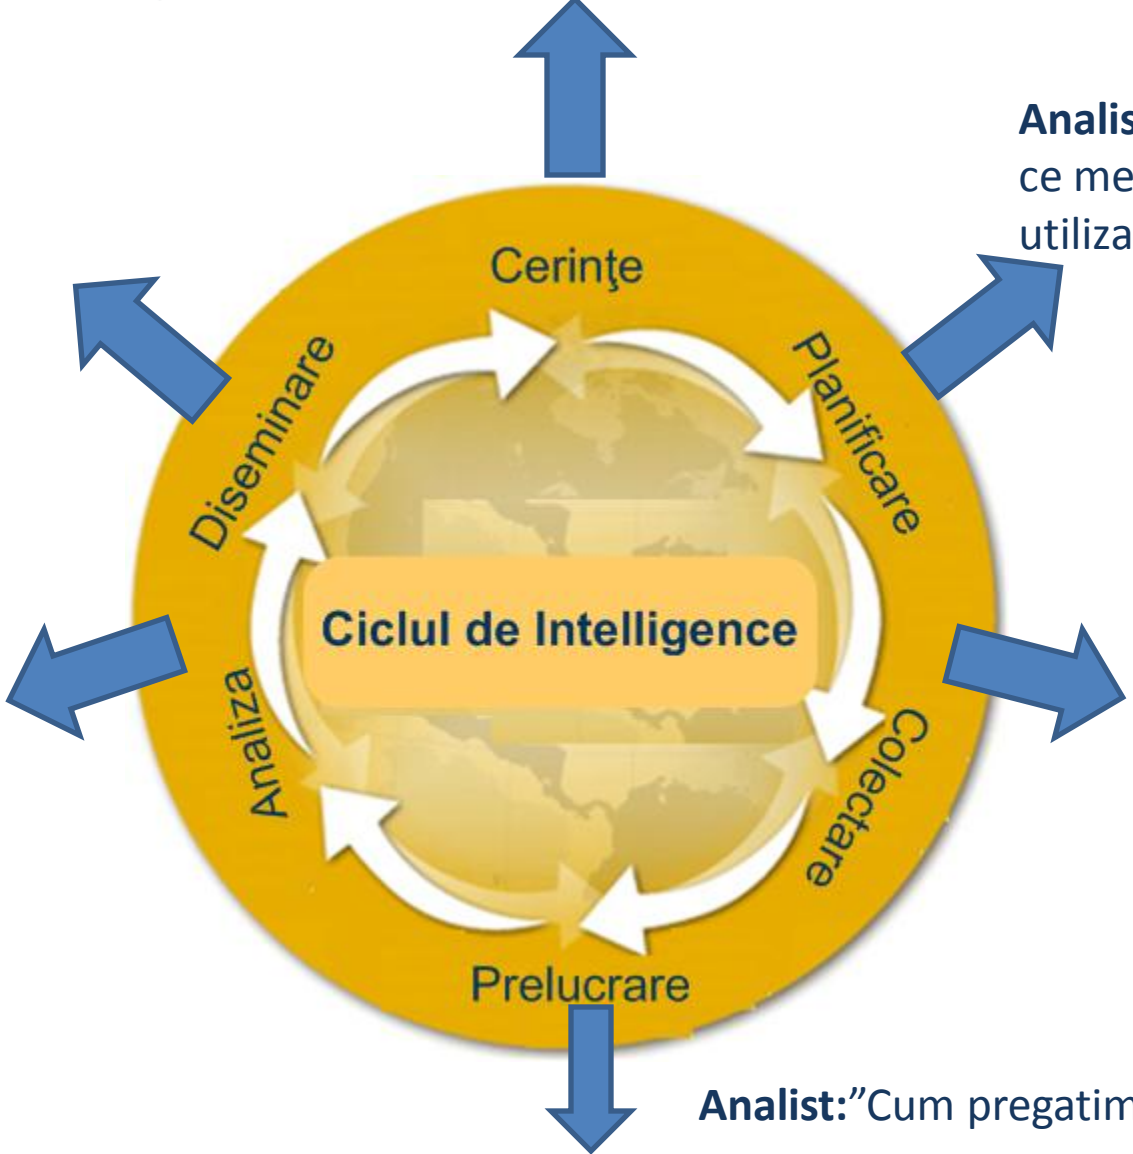 Analis
ce me
utiliza
Cerinţe
Planificare
Diseminare
Ciclul de Intelligence
Analiza
Colectare
Prelucrare
Analist:”Cum pregatim